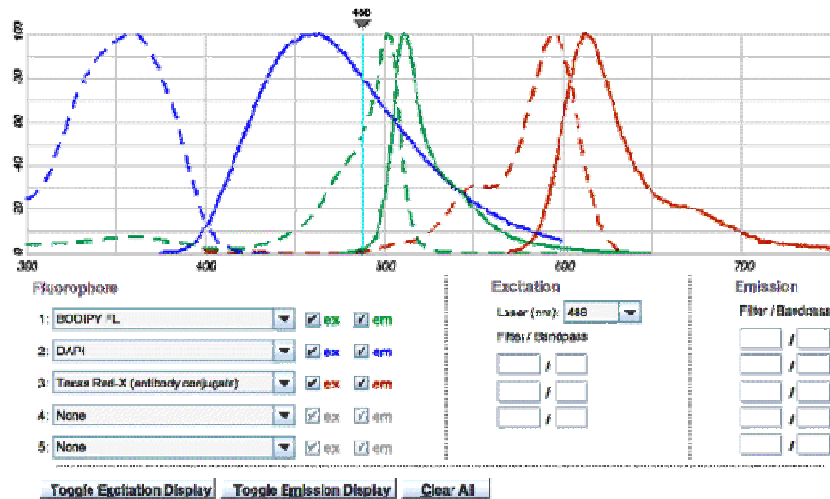 488
100
80
60
40
20
0
300 400 500 600 700
Fluorophore
1: BODIPY FL ex em
2: DAPI ex em
3: Texas Red-X (antibody conjugate) ex em
4: None ex em
5: None ex em
Toggle Excitation Display Toggle Emission Display Clear All
Excitation
Laser (nm): 488
Filter / Bandpass
/
/
/
Emission
Filter / Bandpass
/
/
/
/
/